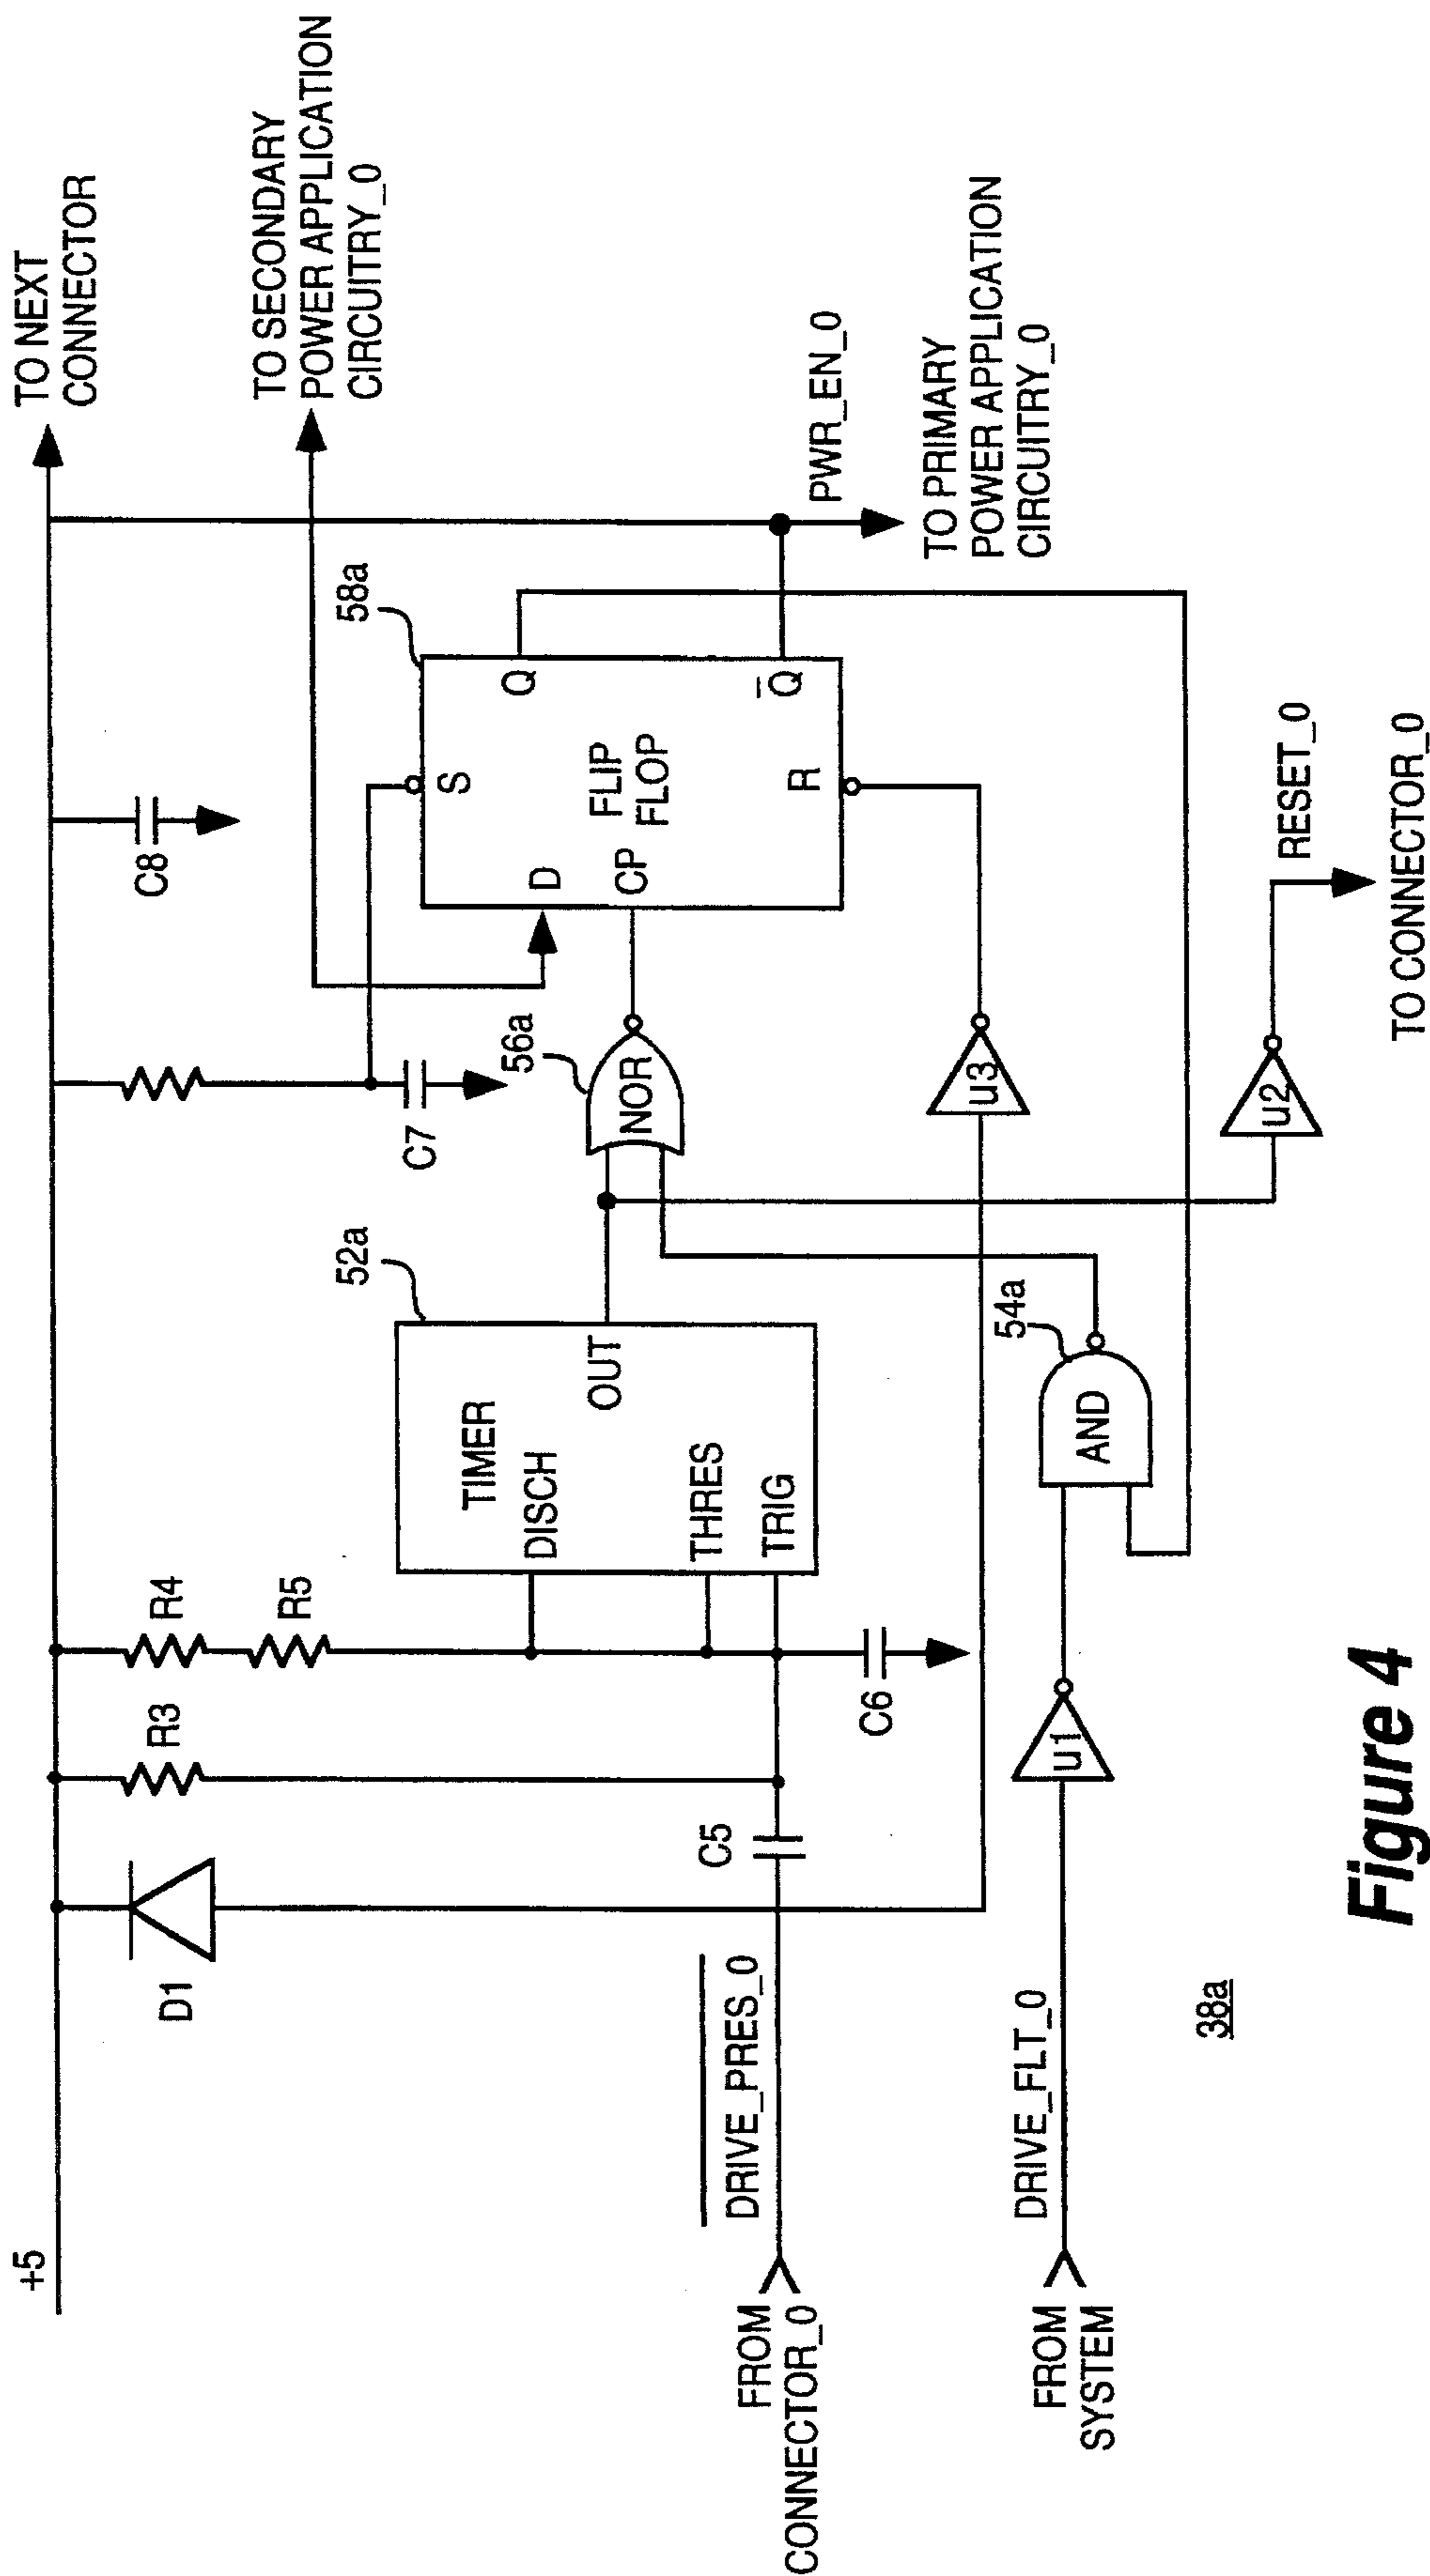 +5
TO NEXT
CONNECTOR
TO SECONDARY
POWER APPLICATION
CIRCUITRY_0
D1
R3
R4
R5
C7
C8
52a
TIMER
DISCH
THRES
TRIG
OUT
56a
NOR
58a
D
S
CP
FLIP
FLOP
R
Q
Q̅
PWR_EN_0
TO PRIMARY
POWER APPLICATION
CIRCUITRY_0
DRIVE_PRES_0
FROM
CONNECTOR_0
C5
C6
u3
DRIVE_FLT_0
FROM
SYSTEM
u1
54a
AND
u2
RESET_0
TO CONNECTOR_0
38a
Figure 4